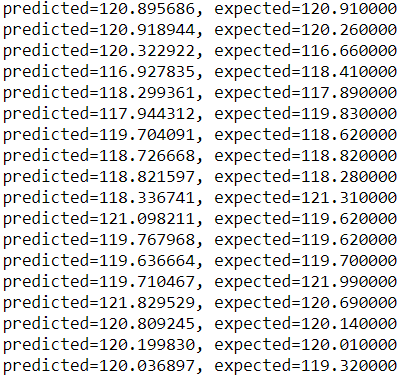 predicted=120.895686, expected=120.910000
predicted=120.918944, expected=120.260000
predicted=120.322922, expected=116.660000
predicted=116.927835, expected=118.410000
predicted=118.299361, expected=117.890000
predicted=117.944312, expected=119.830000
predicted=119.704091, expected=118.620000
predicted=118.726668, expected=118.820000
predicted=118.821597, expected=118.280000
predicted=118.336741, expected=121.310000
predicted=121.098211, expected=119.620000
predicted=119.767968, expected=119.620000
predicted=119.636664, expected=119.700000
predicted=119.710467, expected=121.990000
predicted=121.829529, expected=120.690000
predicted=120.809245, expected=120.140000
predicted=120.199830, expected=120.010000
predicted=120.036897, expected=119.320000